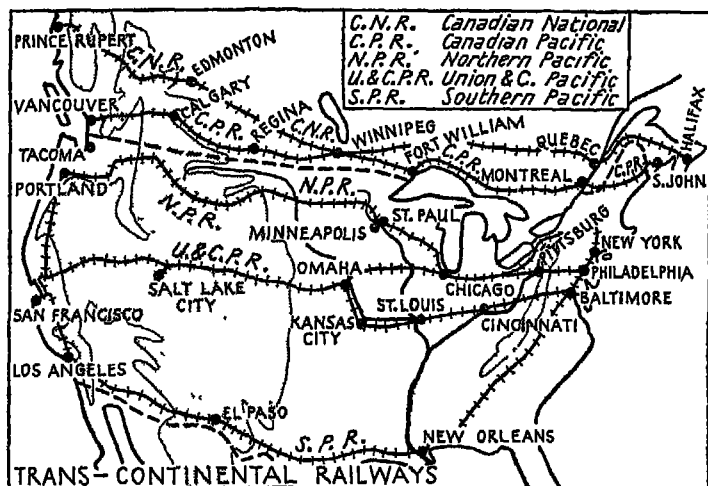 C.N.R. Canadian National
C.P.R. Canadian Pacific
N.P.R. Northern Pacific
U.&C.P.R. Union & C. Pacific
S.P.R. Southern Pacific
PRINCE RUPERT
C.N.R.
EDMONTON
VANCOUVER
CALGARY
C.P.R.
REGINA
C.N.R.
WINNIPEG
FORT WILLIAM
C.P.R.
QUEBEC
C.P.R.
HALIFAX
TACOMA
MONTREAL
S. JOHN
PORTLAND
N.P.R.
N.P.R.
ST. PAUL
MINNEAPOLIS
PITTSBURG
NEW YORK
U.&C.P.R.
OMAHA
SALT LAKE
CITY
CHICAGO
PHILADELPHIA
BALTIMORE
SAN FRANCISCO
KANSAS
CITY
ST. LOUIS
CINCINNATI
LOS ANGELES
EL PASO
S.P.R.
NEW ORLEANS
TRANS-CONTINENTAL RAILWAYS